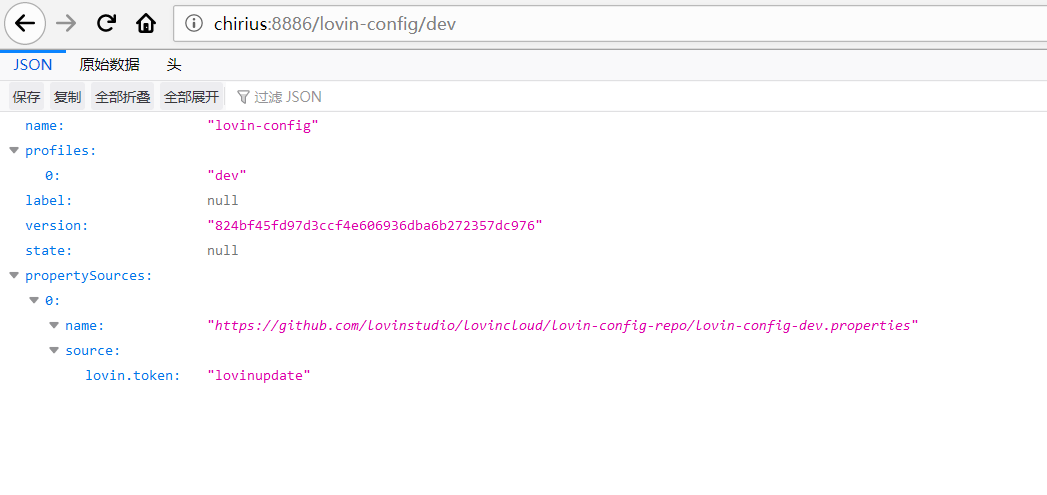 chirius:8886/lovin-config/dev
JSON 原始数据 头
保存 复制 全部折叠 全部展开 过滤 JSON
name: "lovin-config"
profiles:
0: "dev"
label: null
version: "824bf45fd97d3ccf4e606936dba6b272357dc976"
state: null
propertySources:
0:
name: "https://github.com/lovinstudio/lovincloud/lovin-config-repo/lovin-config-dev.properties"
source:
lovin.token: "lovinupdate"